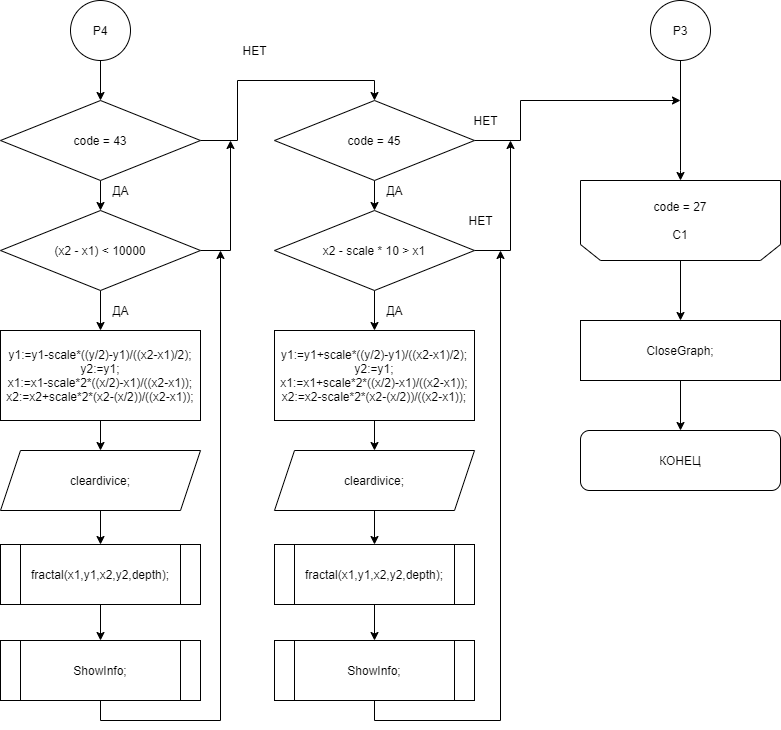 P4
code = 43
НЕТ
ДА
(x2 - x1) < 10000
ДА
y1:=y1-scale*((y/2)-y1)/((x2-x1)/2);
y2:=y1;
x1:=x1-scale*2*((x/2)-x1)/((x2-x1));
x2:=x2+scale*2*(x2-(x/2))/((x2-x1));
cleardivice;
fractal(x1,y1,x2,y2,depth);
ShowInfo;
code = 45
НЕТ
ДА
x2 - scale * 10 > x1
НЕТ
ДА
y1:=y1+scale*((y/2)-y1)/((x2-x1)/2);
y2:=y1;
x1:=x1+scale*2*((x/2)-x1)/((x2-x1));
x2:=x2-scale*2*(x2-(x/2))/((x2-x1));
cleardivice;
fractal(x1,y1,x2,y2,depth);
ShowInfo;
P3
code = 27
C1
CloseGraph;
КОНЕЦ